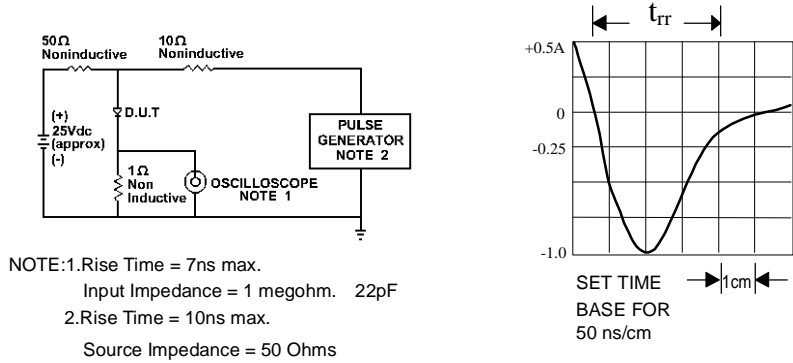 50Ω
Noninductive
10Ω
Noninductive
(+)
25Vdc
(approx)
(-)
D.U.T
1Ω
Non
Inductive
OSCILLOSCOPE
NOTE 1
PULSE
GENERATOR
NOTE 2
NOTE:1.Rise Time = 7ns max.
Input Impedance = 1 megohm. 22pF
2.Rise Time = 10ns max.
Source Impedance = 50 Ohms
trr
+0.5A
0
-0.25
-1.0
SET TIME
BASE FOR
50 ns/cm
1cm